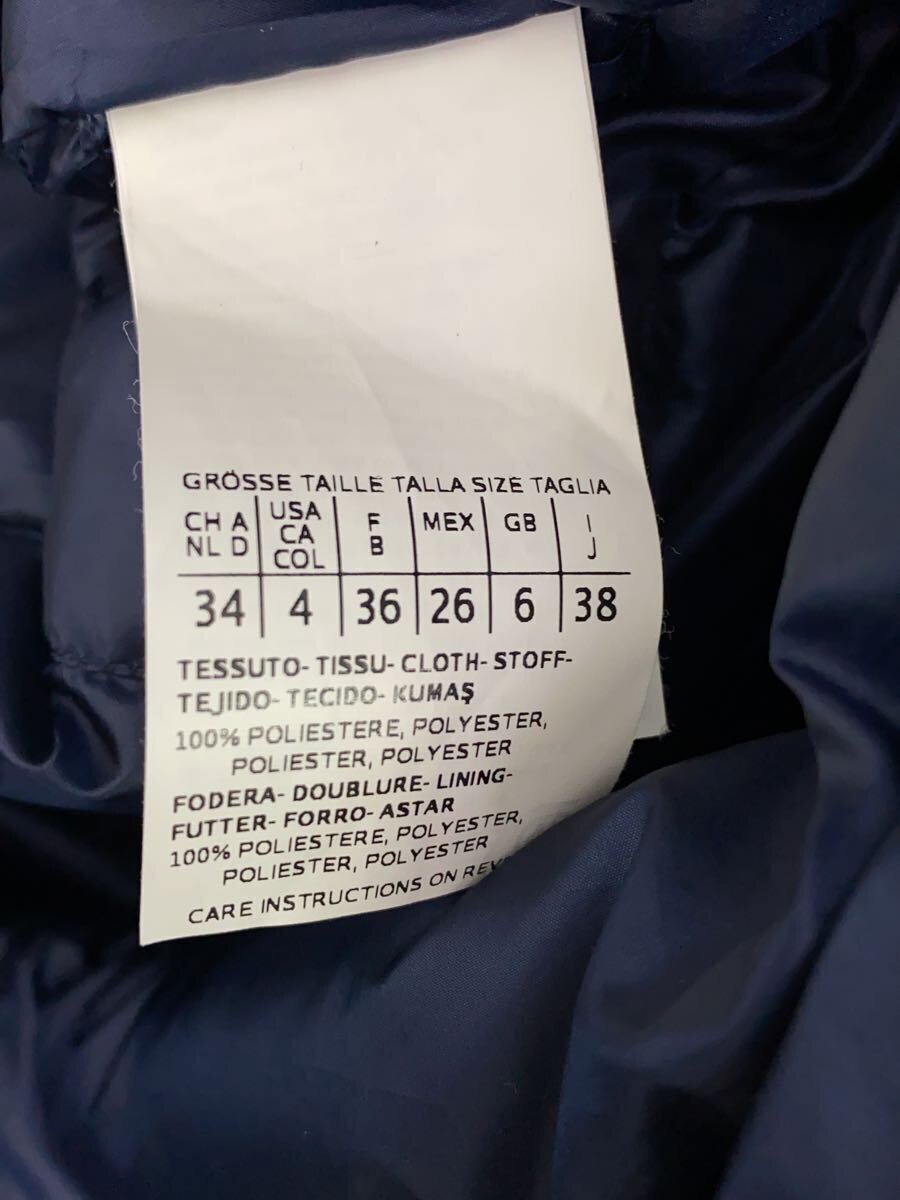 GRÖSSE TAILLE TALLA SIZE TAGLIA
CH A NL D USA CA COL F B MEX GB I J
34 4 36 26 6 38
TESSUTO- TISSU- CLOTH- STOFF-
TEJIDO- TECIDO- KUMAŞ
100% POLIESTERE, POLYESTER,
POLIESTER, POLYESTER
FODERA- DOUBLURE- LINING-
FUTTER- FORRO- ASTAR
100% POLIESTERE, POLYESTER,
POLIESTER, POLYESTER
CARE INSTRUCTIONS ON